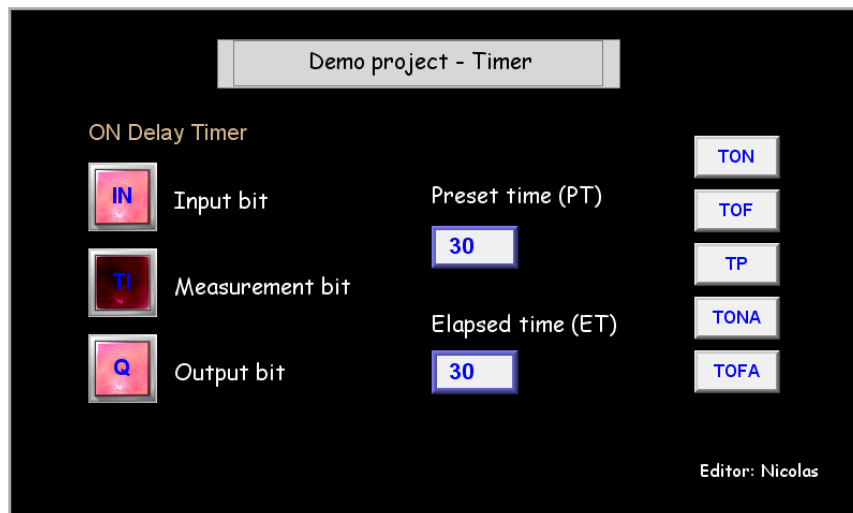 Demo project - Timer
ON Delay Timer
IN Input bit
TI Measurement bit
Q Output bit
Preset time (PT)
30
Elapsed time (ET)
30
TON
TOF
TP
TONA
TOFA
Editor: Nicolas